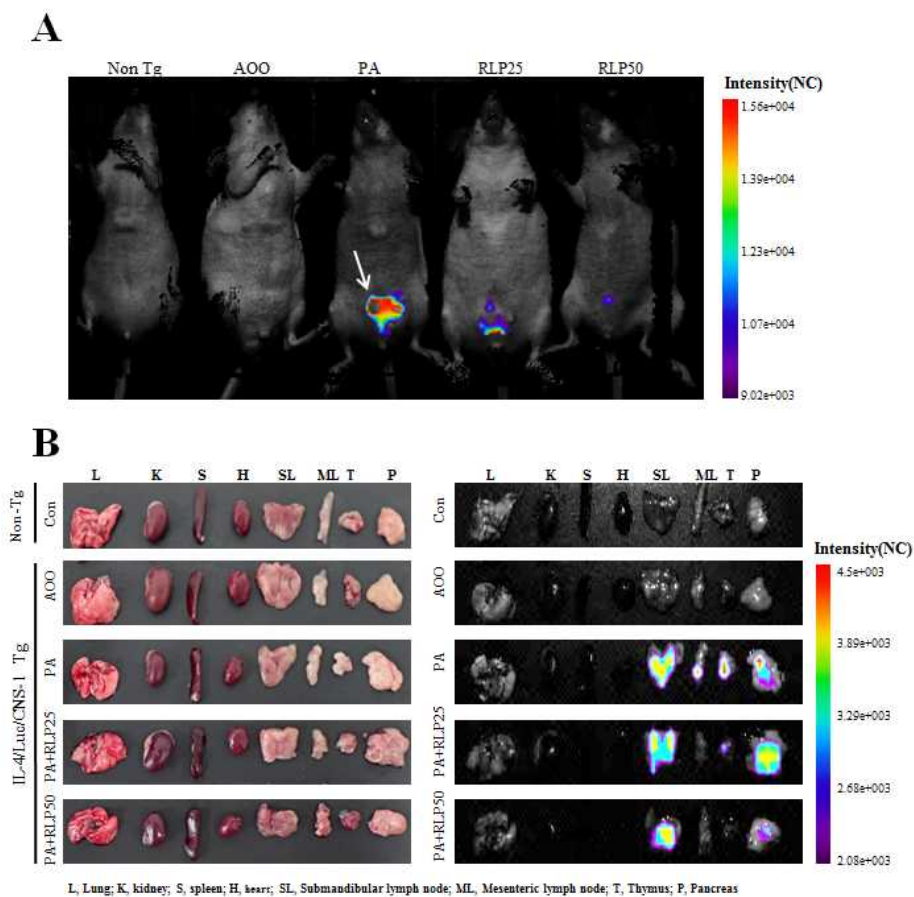 A
Non Tg AOO PA RLP25 RLP50
Intensity(NC)
1.56e+004
1.39e+004
1.23e+004
1.07e+004
9.02e+003
B
L K S H SL ML T P
L K S H SL ML T P
Non-Tg
Con
IL-4/Luc/CNS-1 Tg
AOO
PA
PA+RLP25
PA+RLP50
Con
AOO
PA
PA+RLP25
PA+RLP50
Intensity(NC)
4.5e+003
3.89e+003
3.29e+003
2.68e+003
2.08e+003
L, Lung; K, kidney; S, spleen; H, heart; SL, Submandibular lymph node; ML, Mesenteric lymph node; T, Thymus; P, Pancreas